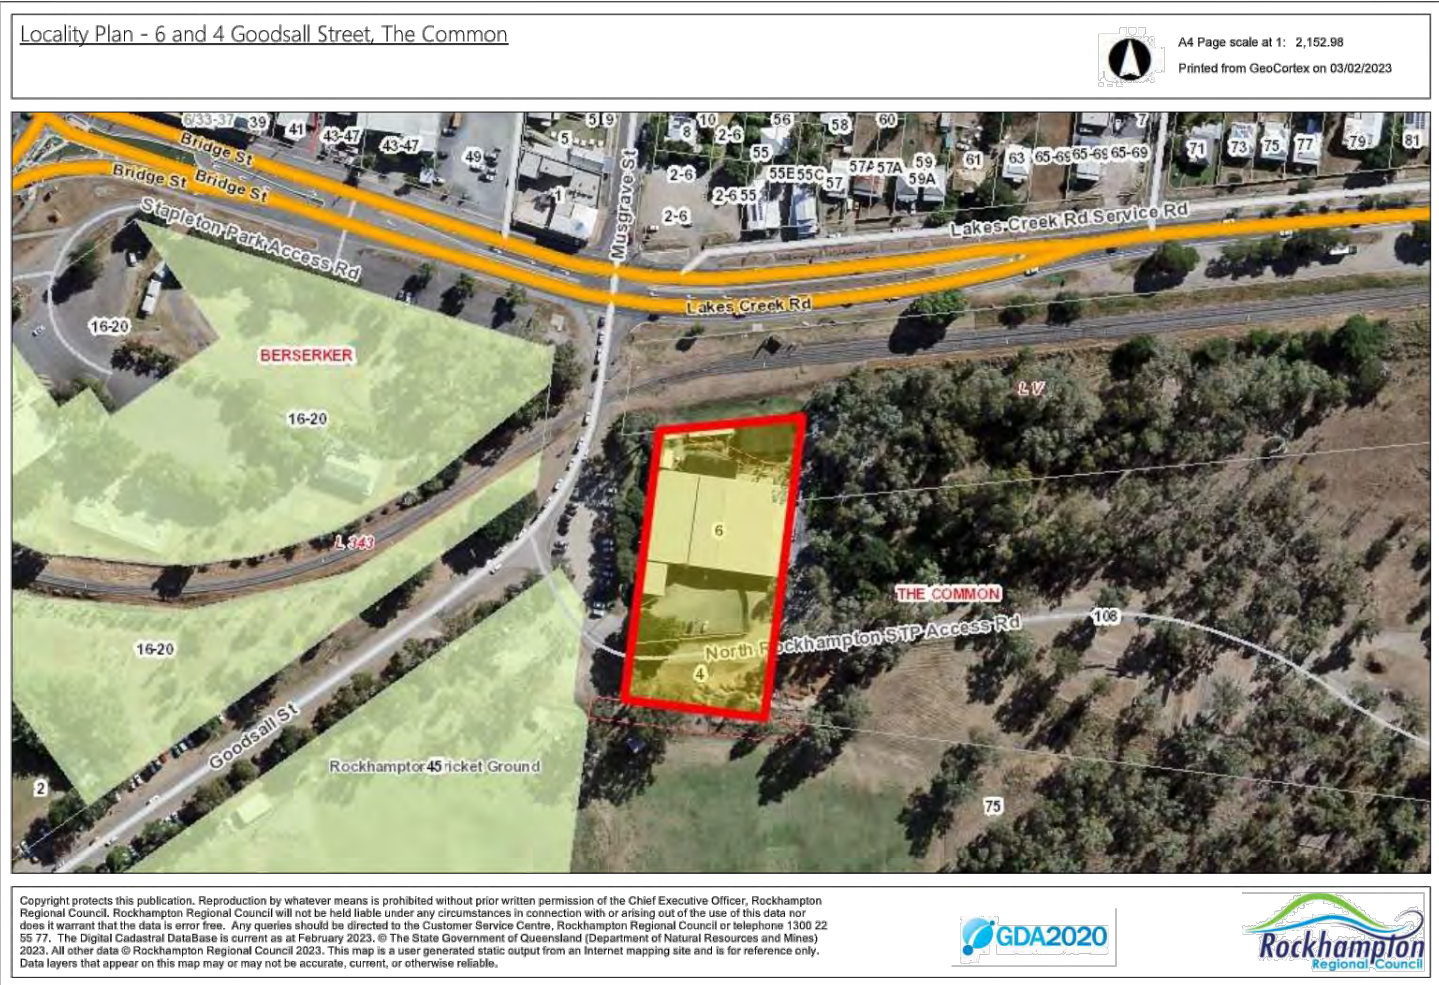 Locality Plan - 6 and 4 Goodsall Street, The Common
A4 Page scale at 1: 2,152.98
Printed from GeoCortex on 03/02/2023
6/33-37
39
41
43-47
43-47
49
5
519
1
Musgrave St
8
10
2-6
56
58
60
7
55
2-6
2-6
55
2-6
55E
55C
57
57A
57A
59
59A
61
63
65-69
65-69
65-69
71
73
75
77
79
81
Bridge St
Bridge St
Bridge St
Stapleton Park Access Rd
Lakes Creek Rd Service Rd
Lakes Creek Rd
16-20
BERSERKER
16-20
L V
6
L 343
THE COMMON
108
North Rockhampton STP Access Rd
16-20
4
Goodsall St
45
2
75
Copyright protects this publication. Reproduction by whatever means is prohibited without prior written permission of the Chief Executive Officer, Rockhampton
Regional Council. Rockhampton Regional Council will not be held liable under any circumstances in connection with or arising out of the use of this data nor
does it warrant that the data is error free. Any queries should be directed to the Customer Service Centre, Rockhampton Regional Council or telephone 1300 22
55 77. The Digital Cadastral DataBase is current as at February 2023. © The State Government of Queensland (Department of Natural Resources and Mines)
2023. All other data © Rockhampton Regional Council 2023. This map is a user generated static output from an Internet mapping site and is for reference only.
Data layers that appear on this map may or may not be accurate, current, or otherwise reliable.
GDA2020
Rockhampton
Regional Council